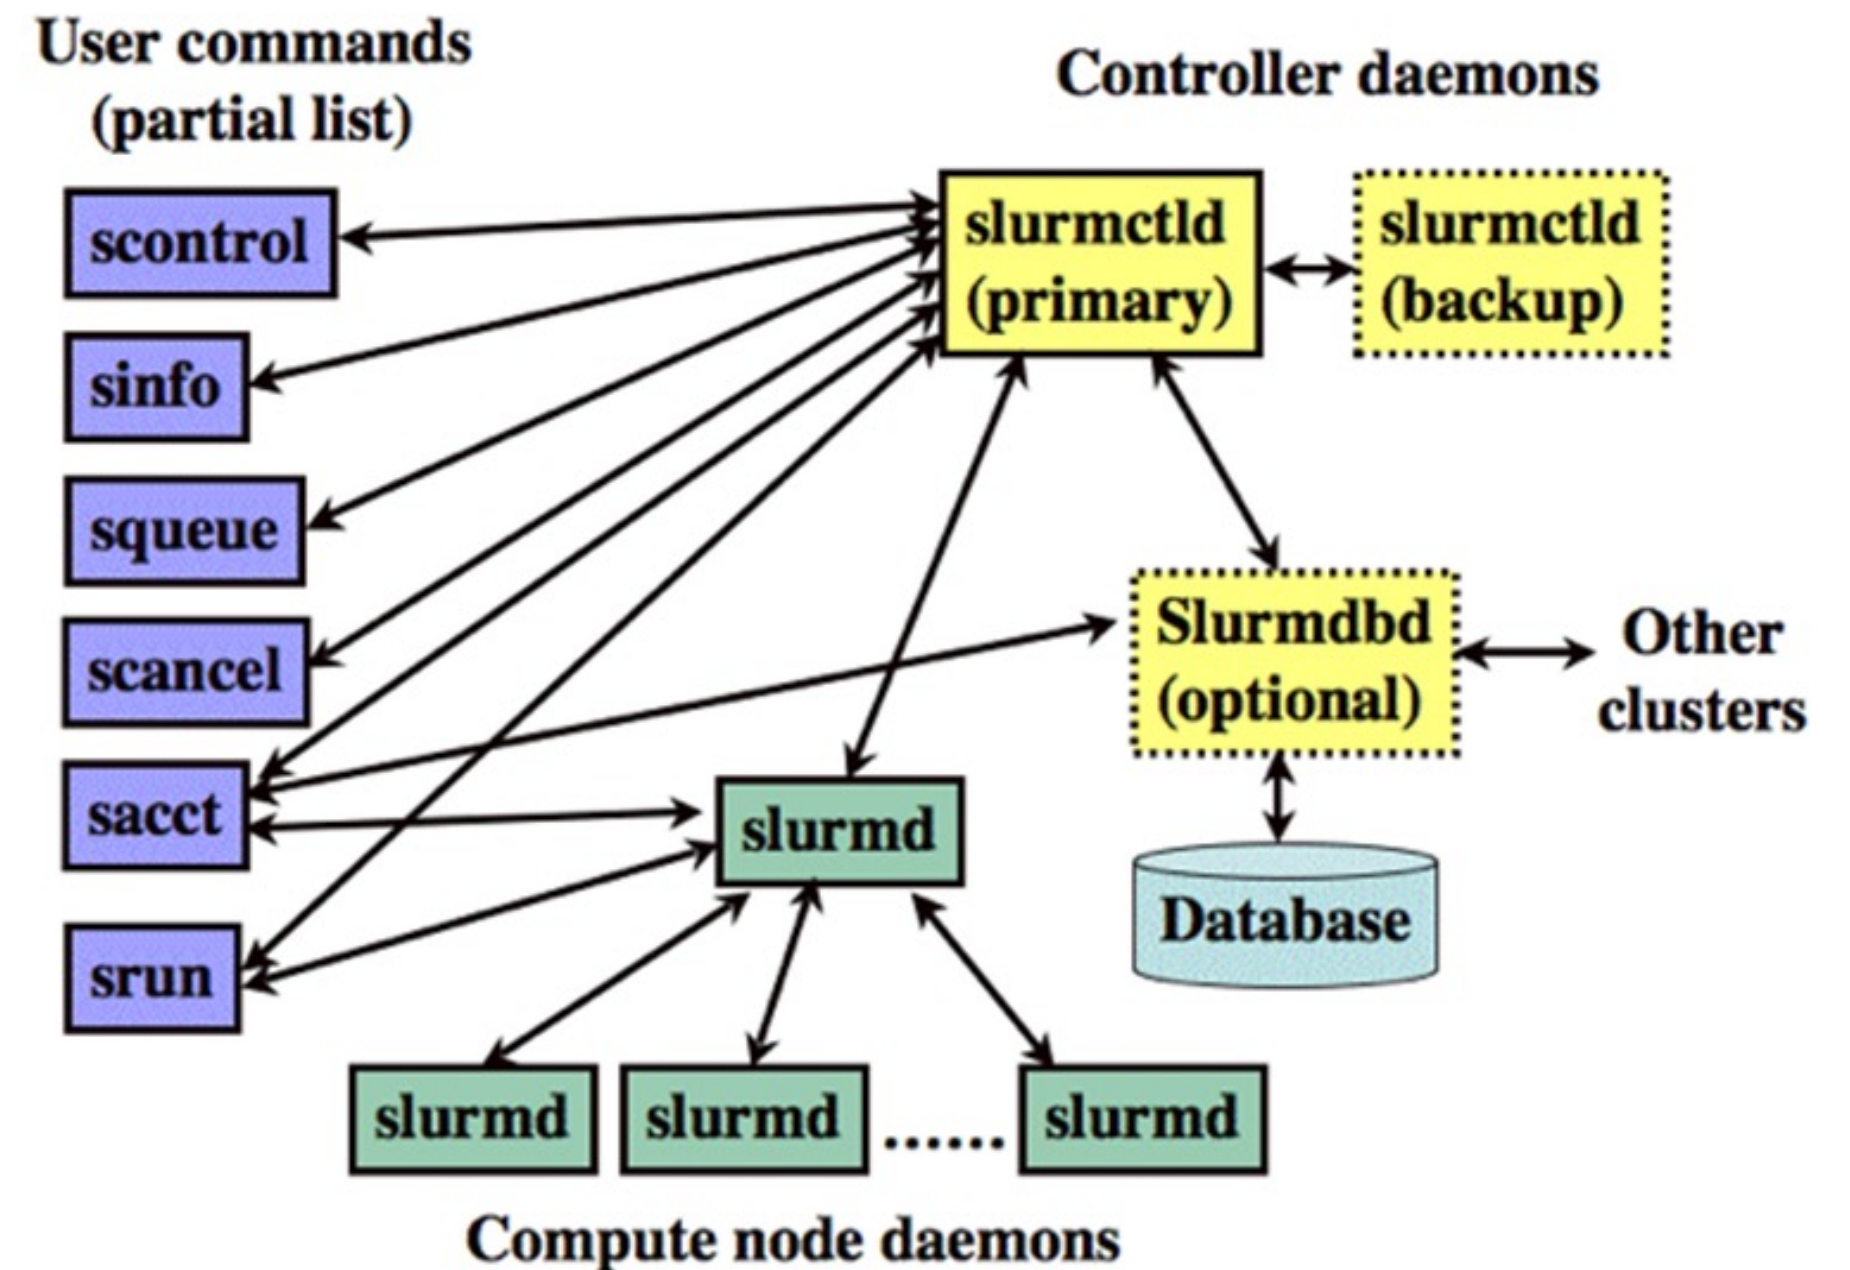 User commands
(partial list)
Controller daemons
scontrol
sinfo
squeue
scancel
sacct
srun
slurmctld
(primary)
slurmctld
(backup)
Slurmdbd
(optional)
Other
clusters
Database
slurmd
slurmd
slurmd
......
slurmd
Compute node daemons